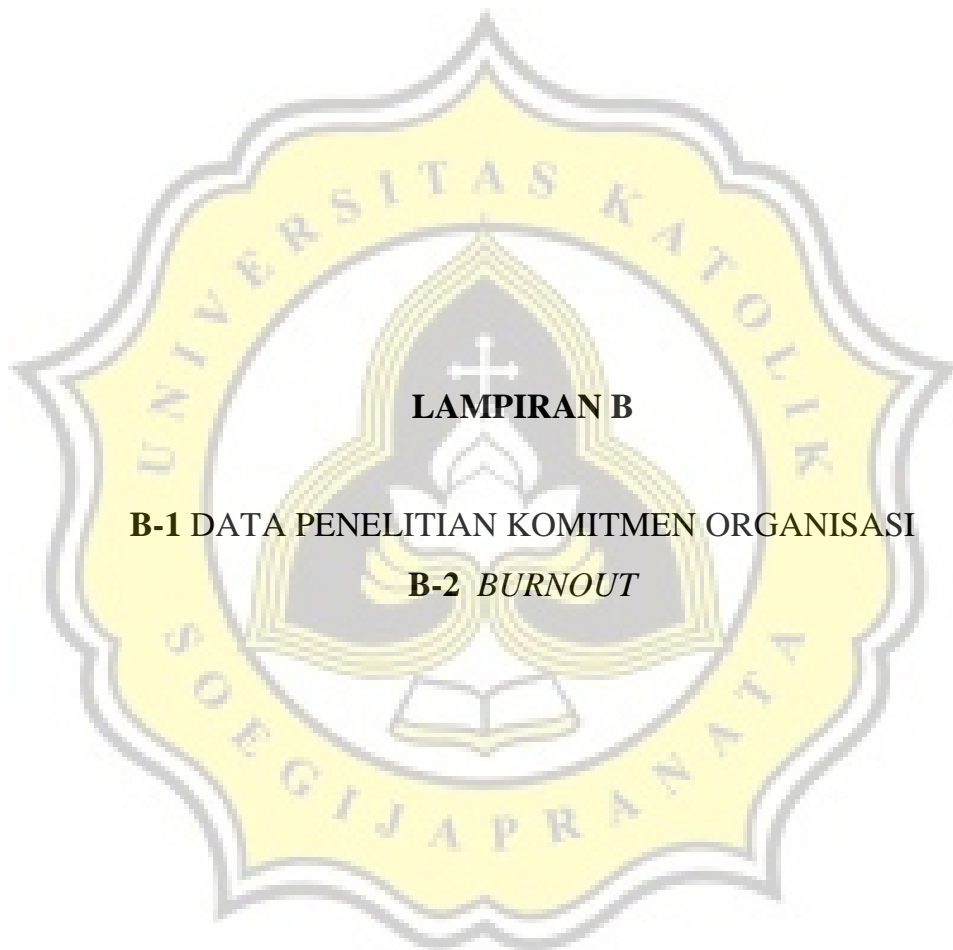 UNIVERSITAS KATOLIK
LAMPIRAN B
B-1 DATA PENELITIAN KOMITMEN ORGANISASI
B-2 BURNOUT
SOEGIJAPRANATA